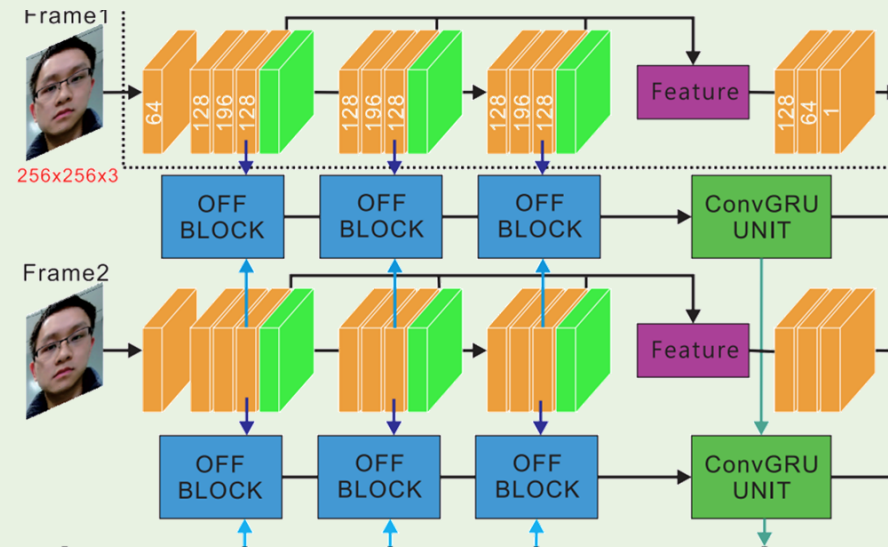 Frame1
64
128
196
128
128
196
128
128
196
128
Feature
128
64
1
256x256x3
OFF
BLOCK
OFF
BLOCK
OFF
BLOCK
ConvGRU
UNIT
Frame2
Feature
OFF
BLOCK
OFF
BLOCK
OFF
BLOCK
ConvGRU
UNIT